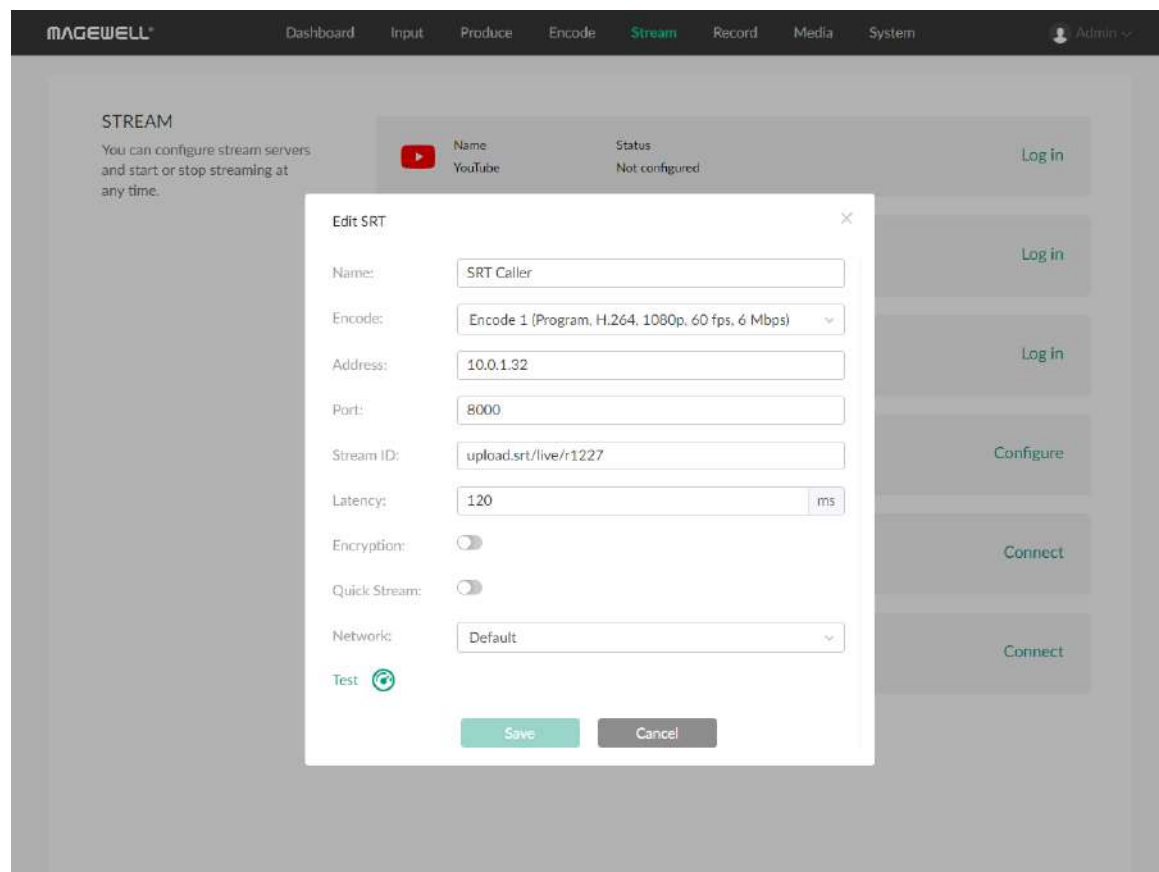 MAGEWELL
Dashboard Input Produce Encode Stream Record Media System Admin
STREAM
You can configure stream servers
and start or stop streaming at
any time.
Name Status
YouTube Not configured
Log in
Edit SRT
Log in
Name: SRT Caller
Encode: Encode 1 (Program, H.264, 1080p, 60 fps, 6 Mbps)
Log in
Address: 10.0.1.32
Port: 8000
Stream ID: upload.srt/live/r1227
Configure
Latency: 120 ms
Encryption:
Connect
Quick Stream:
Network: Default
Connect
Test
Save Cancel